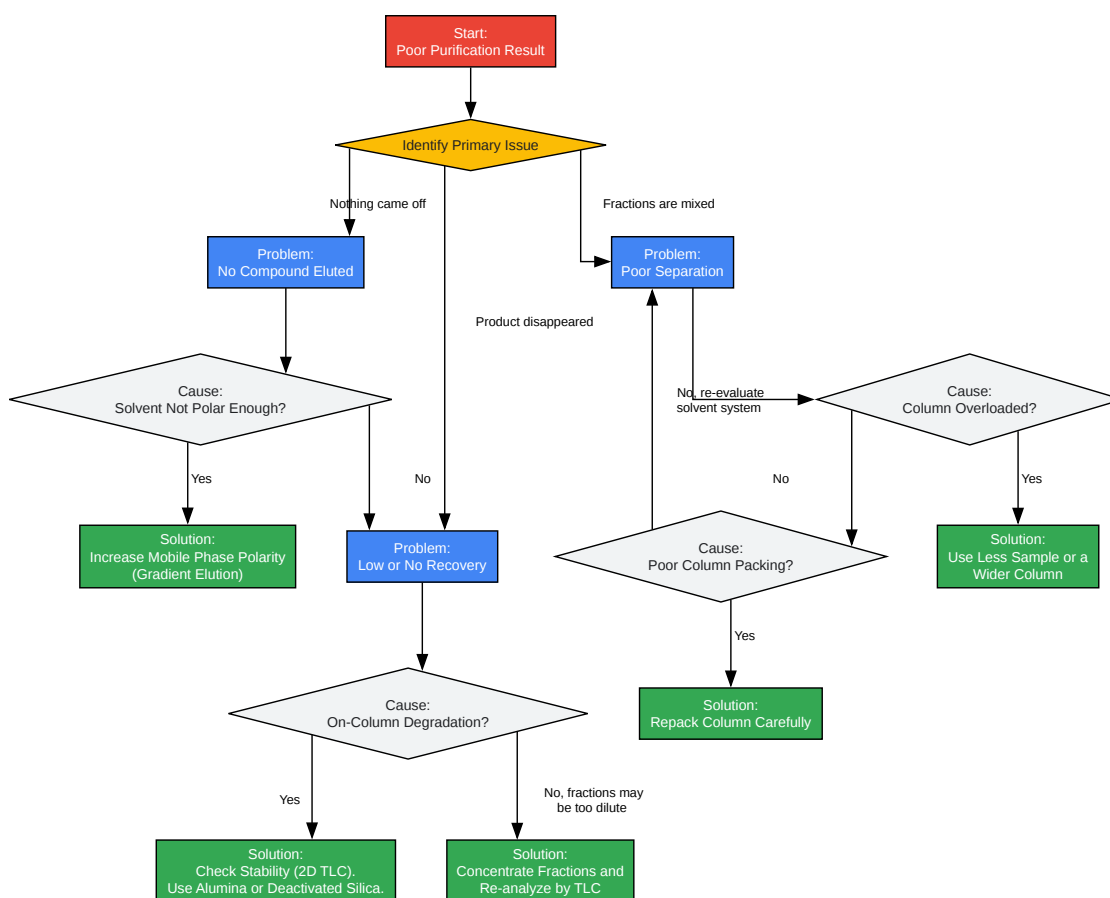 Start:
Poor Purification Result
Identify Primary Issue
Nothing came off
Fractions are mixed
Problem:
No Compound Eluted
Problem:
Poor Separation
Product disappeared
Cause:
Solvent Not Polar Enough?
No, re-evaluate
solvent system
Cause:
Column Overloaded?
Yes
No
No
Yes
Solution:
Increase Mobile Phase Polarity
(Gradient Elution)
Problem:
Low or No Recovery
Cause:
Poor Column Packing?
Solution:
Use Less Sample or a
Wider Column
Yes
Cause:
On-Column Degradation?
Solution:
Repack Column Carefully
Yes
No, fractions may
be too dilute
Solution:
Check Stability (2D TLC).
Use Alumina or Deactivated Silica.
Solution:
Concentrate Fractions and
Re-analyze by TLC